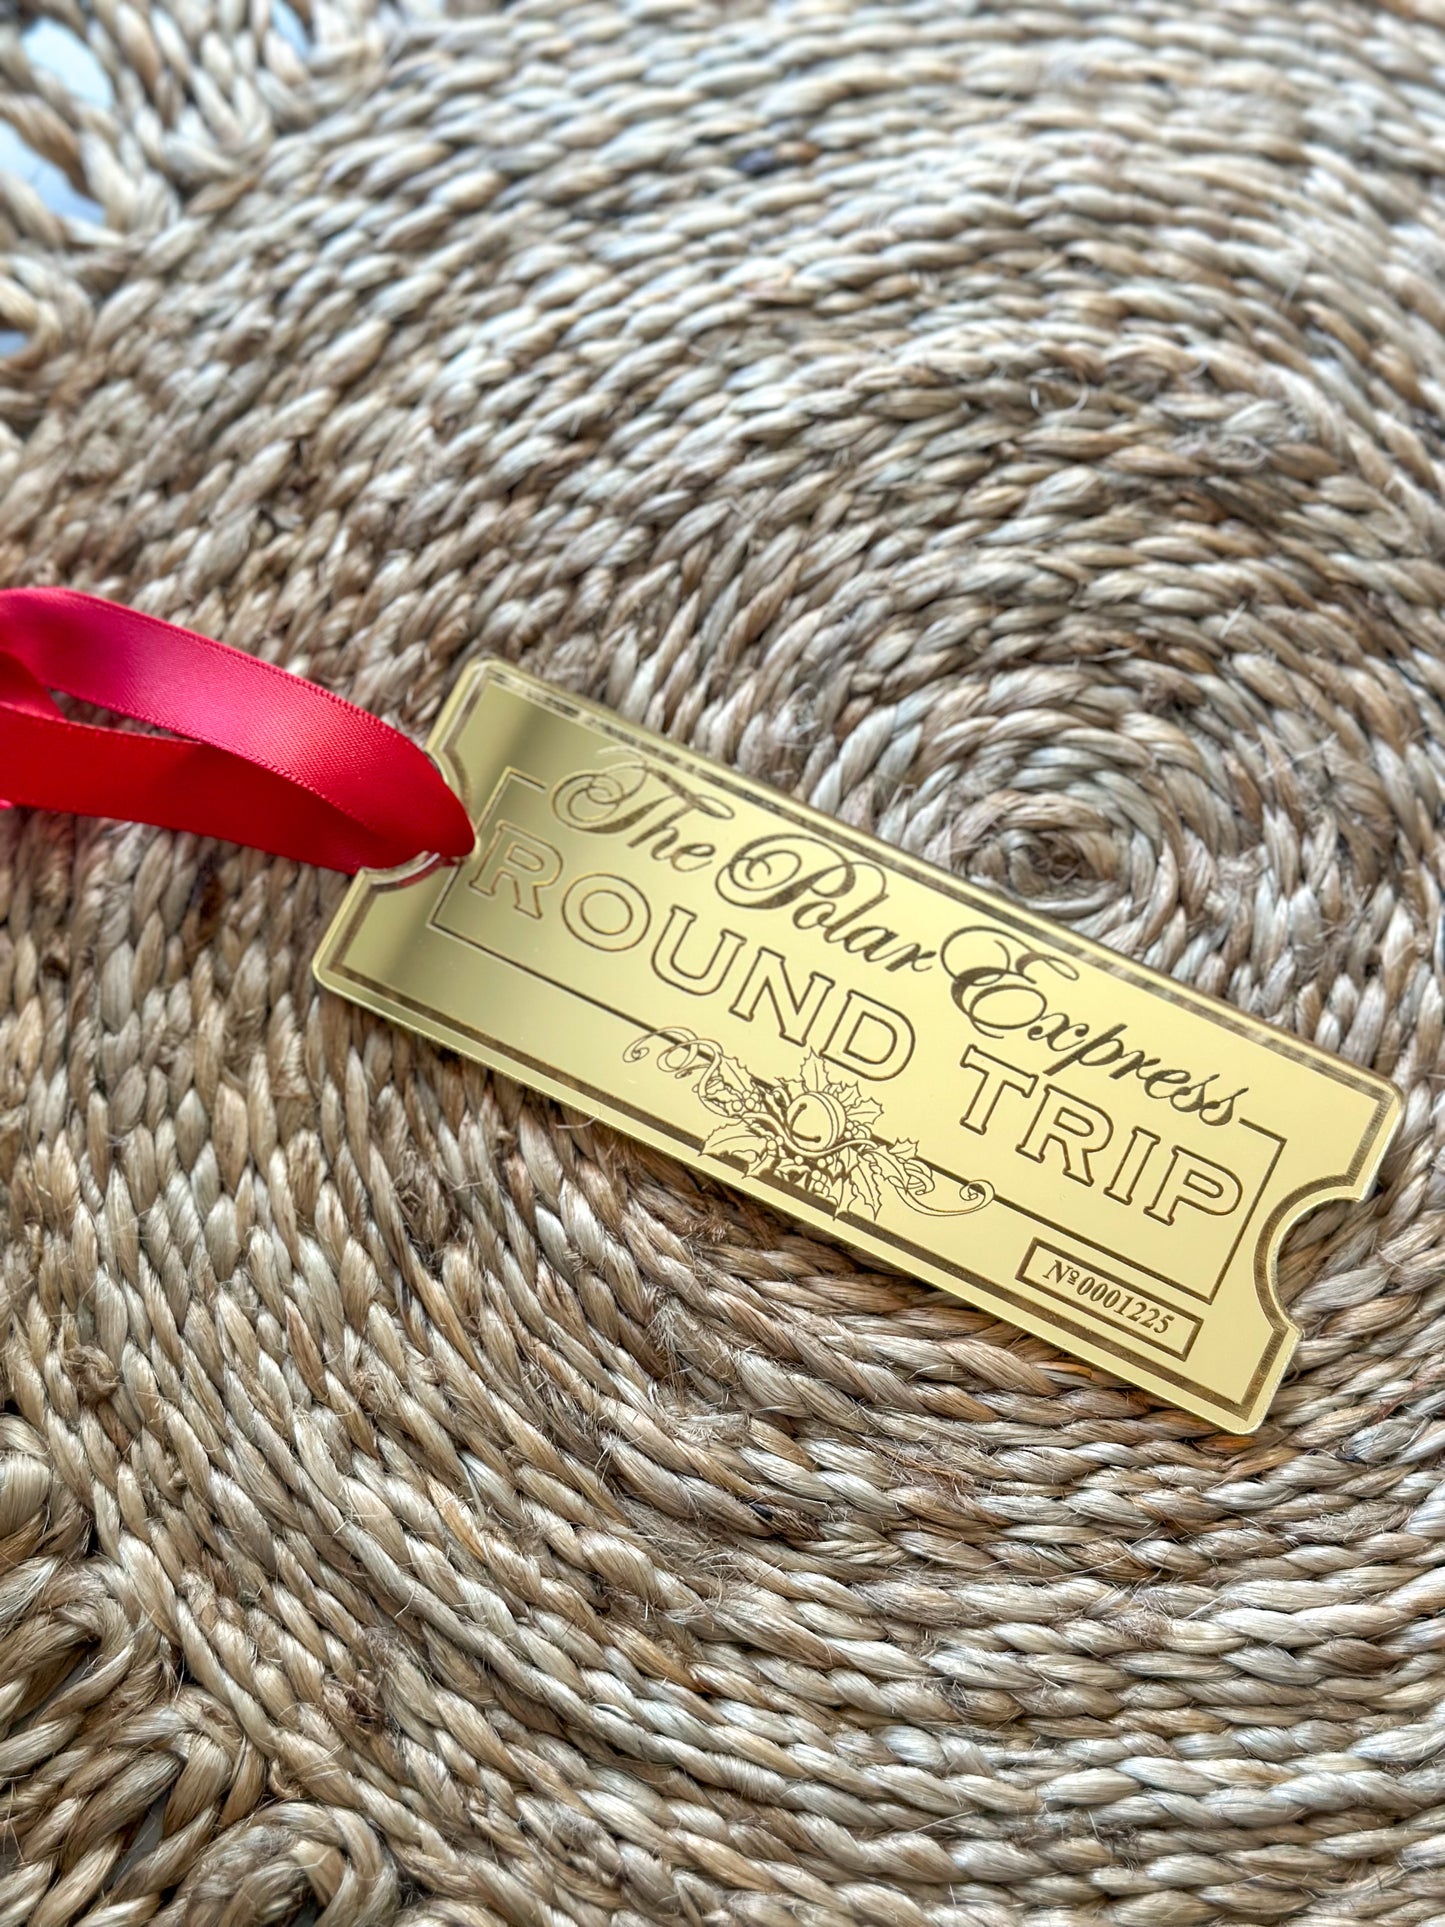 The Polar Express
ROUND TRIP
Nº0001225